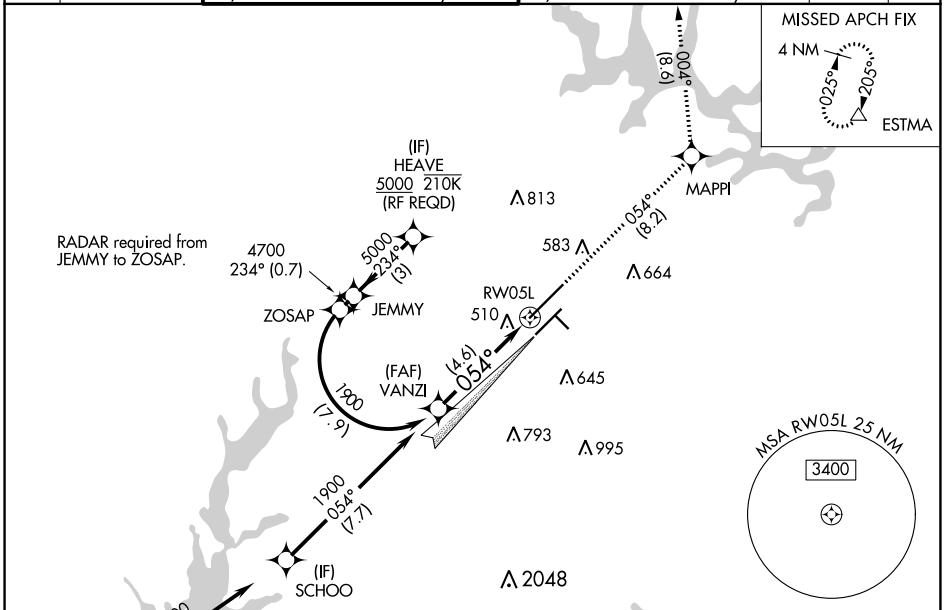 MISSED APCH FIX
4 NM
025°
205°
ESTMA
004°
(8.6)
MAPPI
054°
(8.2)
(IF)
HEAVE
5000 210K
(RF REQD)
813
583
664
RADAR required from
JEMMY to ZOSAP.
4700
234° (0.7)
5000
234°
(3)
ZOSAP
JEMMY
RW05L
510
(FAF)
VANZI
(4.6)
054°
645
1900
(7.9)
793
995
MSA RW05L 25 NM
3400
1900
054°
(7.7)
(IF)
SCHOO
2048